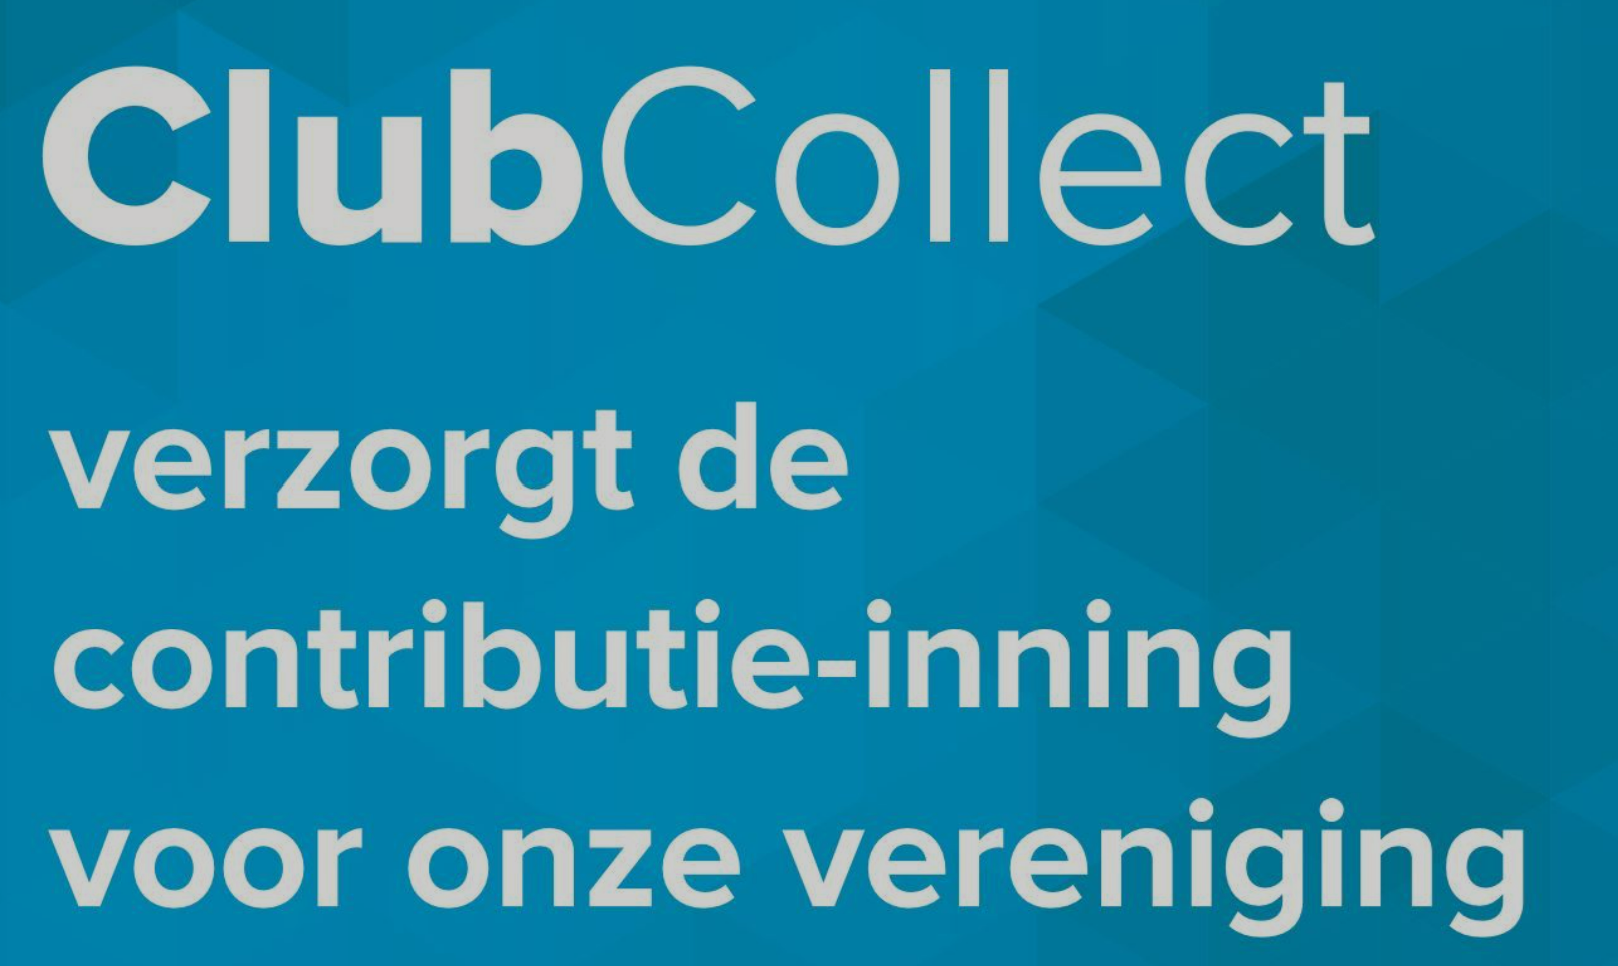 ClubCollect
verzorgt de
contributie-inning
voor onze vereniging